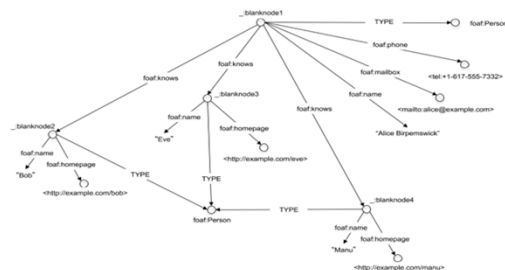 _:blanknode1
TYPE
foaf:Person
foaf:phone
<tel:+1-617-555-7332>
foaf:knows
foaf:knows
foaf:mailbox
<mailto:alice@example.com>
_:blanknode3
foaf:knows
foaf:name
foaf:name
"Eve"
foaf:homepage
"Alice Birpemswick"
_:blanknode2
<http://example.com/eve>
foaf:name
foaf:homepage
"Bob"
<http://example.com/bob>
TYPE
TYPE
_:blanknode4
TYPE
foaf:Person
foaf:name
"Manu"
foaf:homepage
<http://example.com/manu>